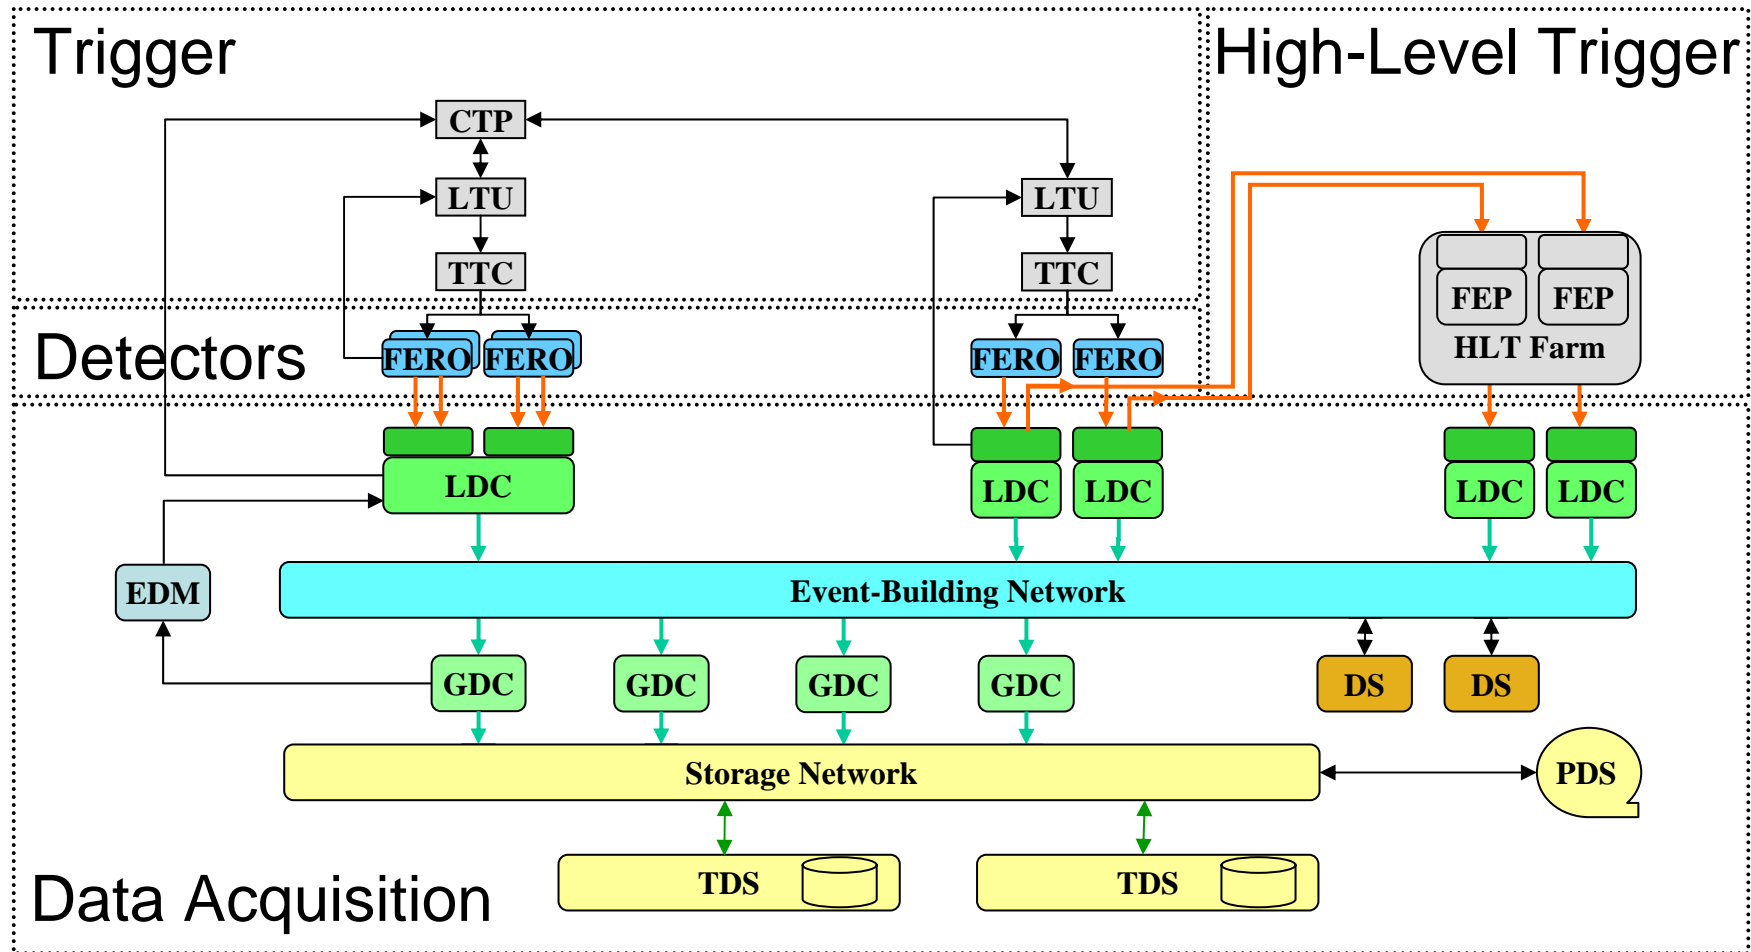 Trigger
High-Level Trigger
CTP
LTU
LTU
TTC
TTC
FEP
FEP
HLT Farm
Detectors
FERO
FERO
FERO
FERO
LDC
LDC
LDC
LDC
LDC
EDM
Event-Building Network
GDC
GDC
GDC
GDC
DS
DS
Storage Network
PDS
TDS
TDS
Data Acquisition